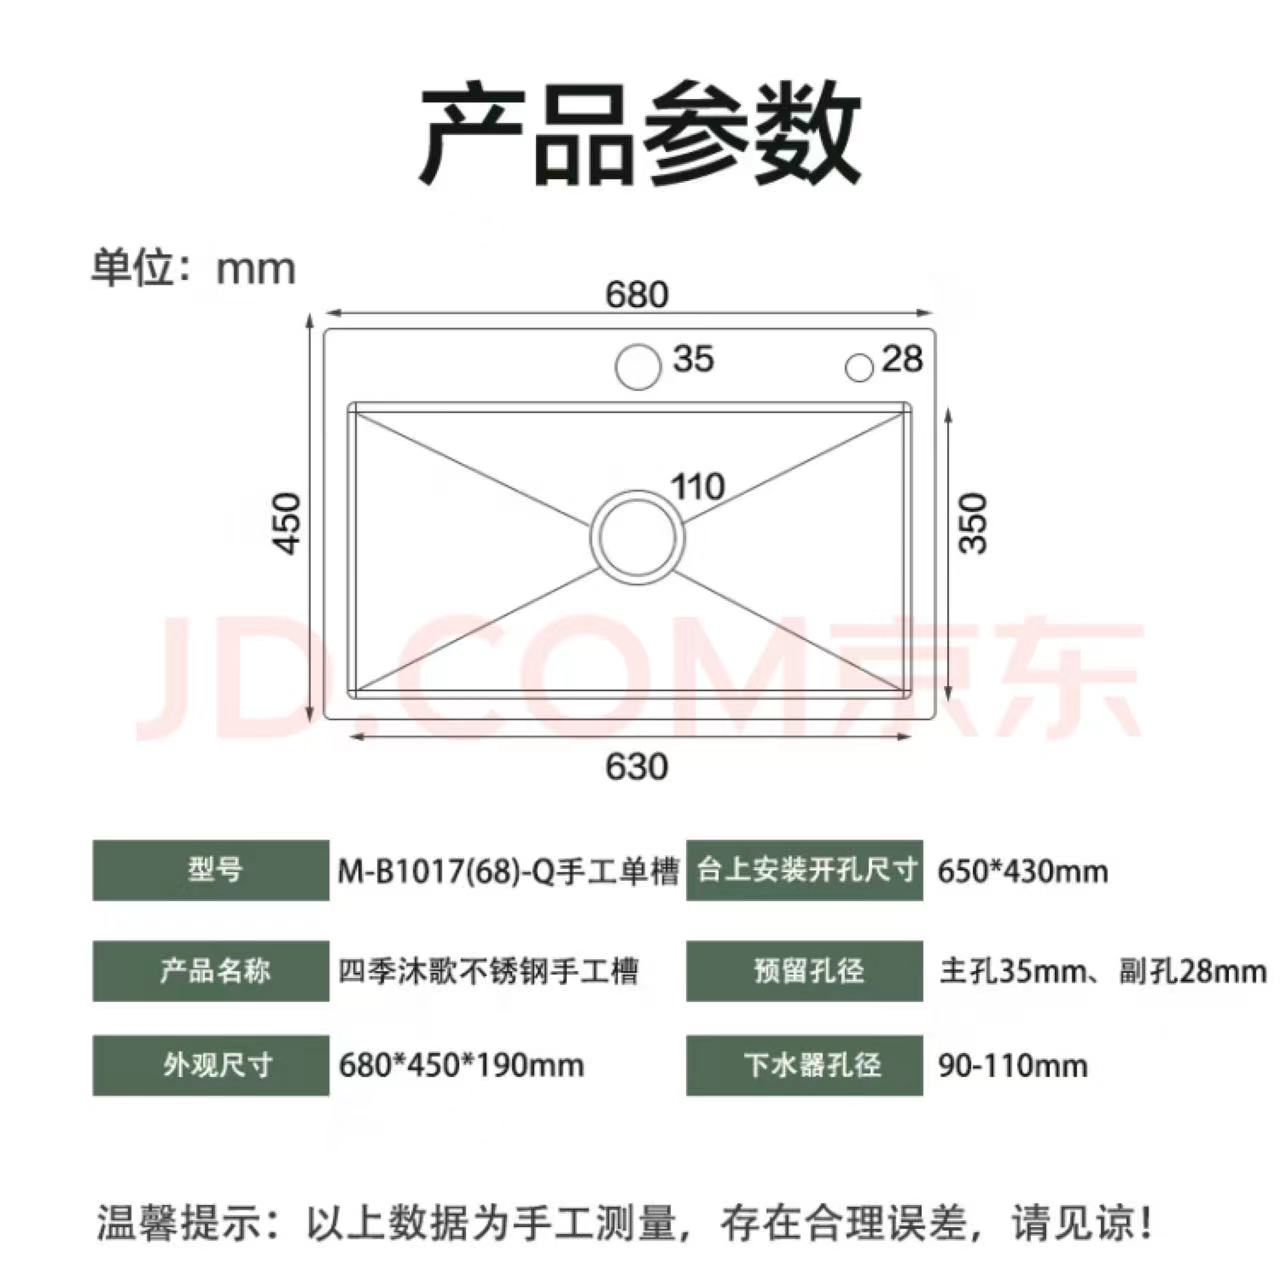 产品参数
单位：mm
680
35
28
110
450
350
JD.COM京东
630
型号 M-B1017(68)-Q手工单槽 台上安装开孔尺寸 650*430mm
产品名称 四季沐歌不锈钢手工槽 预留孔径 主孔35mm、副孔28mm
外观尺寸 680*450*190mm 下水器孔径 90-110mm
温馨提示：以上数据为手工测量，存在合理误差，请见谅！